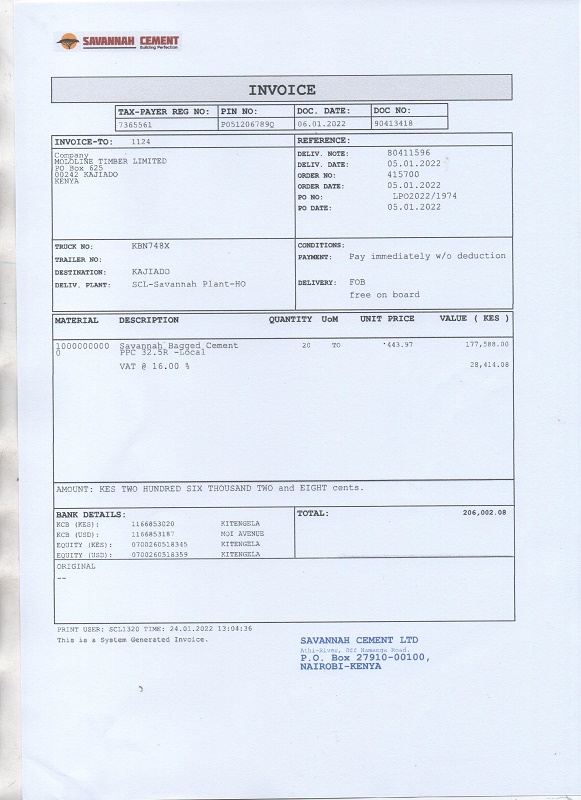 SAVANNAH CEMENT
Building Perfection
INVOICE
TAX-PAYER REG NO: PIN NO: DOC. DATE: DOC NO:
7365561 P051206789Q 06.01.2022 90413418
INVOICE-TO: 1124 REFERENCE:
Company
MOLOLINE TIMBER LIMITED
PO Box 625
00242 KAJIADO
KENYA
DELIV. NOTE: 80411596
DELIV. DATE: 05.01.2022
ORDER NO: 415700
ORDER DATE: 05.01.2022
PO NO: LPO2022/1974
PO DATE: 05.01.2022
TRUCK NO: KBN748X
TRAILER NO:
DESTINATION: KAJIADO
DELIV. PLANT: SCL-Savannah Plant-HO
CONDITIONS:
PAYMENT: Pay immediately w/o deduction
DELIVERY: FOB
free on board
MATERIAL DESCRIPTION QUANTITY UoM UNIT PRICE VALUE ( KES )
1000000000 Savannah Bagged Cement 20 TO 443.97 177,588.00
0 PPC 32.5R -Local
VAT @ 16.00 % 28,414.08
AMOUNT: KES TWO HUNDRED SIX THOUSAND TWO and EIGHT cents.
BANK DETAILS:
KCB (KES): 1166853020 KITENGELA
KCB (USD): 1166853187 MOI AVENUE
EQUITY (KES): 0700260518345 KITENGELA
EQUITY (USD): 0700260518359 KITENGELA
TOTAL: 206,002.08
ORIGINAL
--
PRINT USER: SCL1320 TIME: 24.01.2022 13:04:36
This is a System Generated Invoice.
SAVANNAH CEMENT LTD
Athi-River, Off Namanga Road.
P.O. Box 27910-00100,
NAIROBI-KENYA